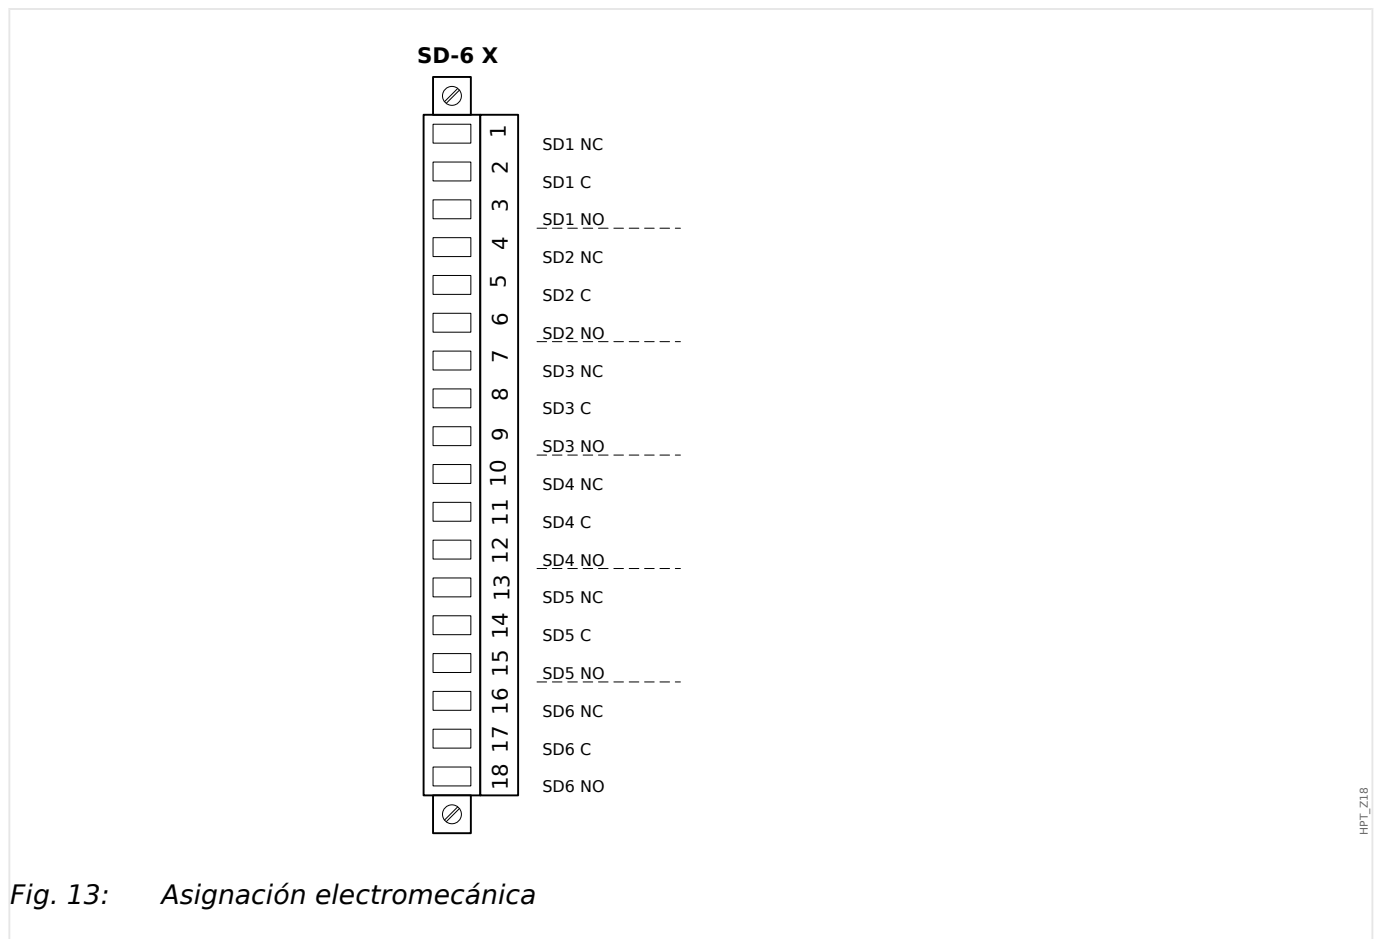 SD-6 X
1 SD1 NC
2 SD1 C
3 SD1 NO
4 SD2 NC
5 SD2 C
6 SD2 NO
7 SD3 NC
8 SD3 C
9 SD3 NO
10 SD4 NC
11 SD4 C
12 SD4 NO
13 SD5 NC
14 SD5 C
15 SD5 NO
16 SD6 NC
17 SD6 C
18 SD6 NO
HPT_Z18
Fig. 13: Asignación electromecánica